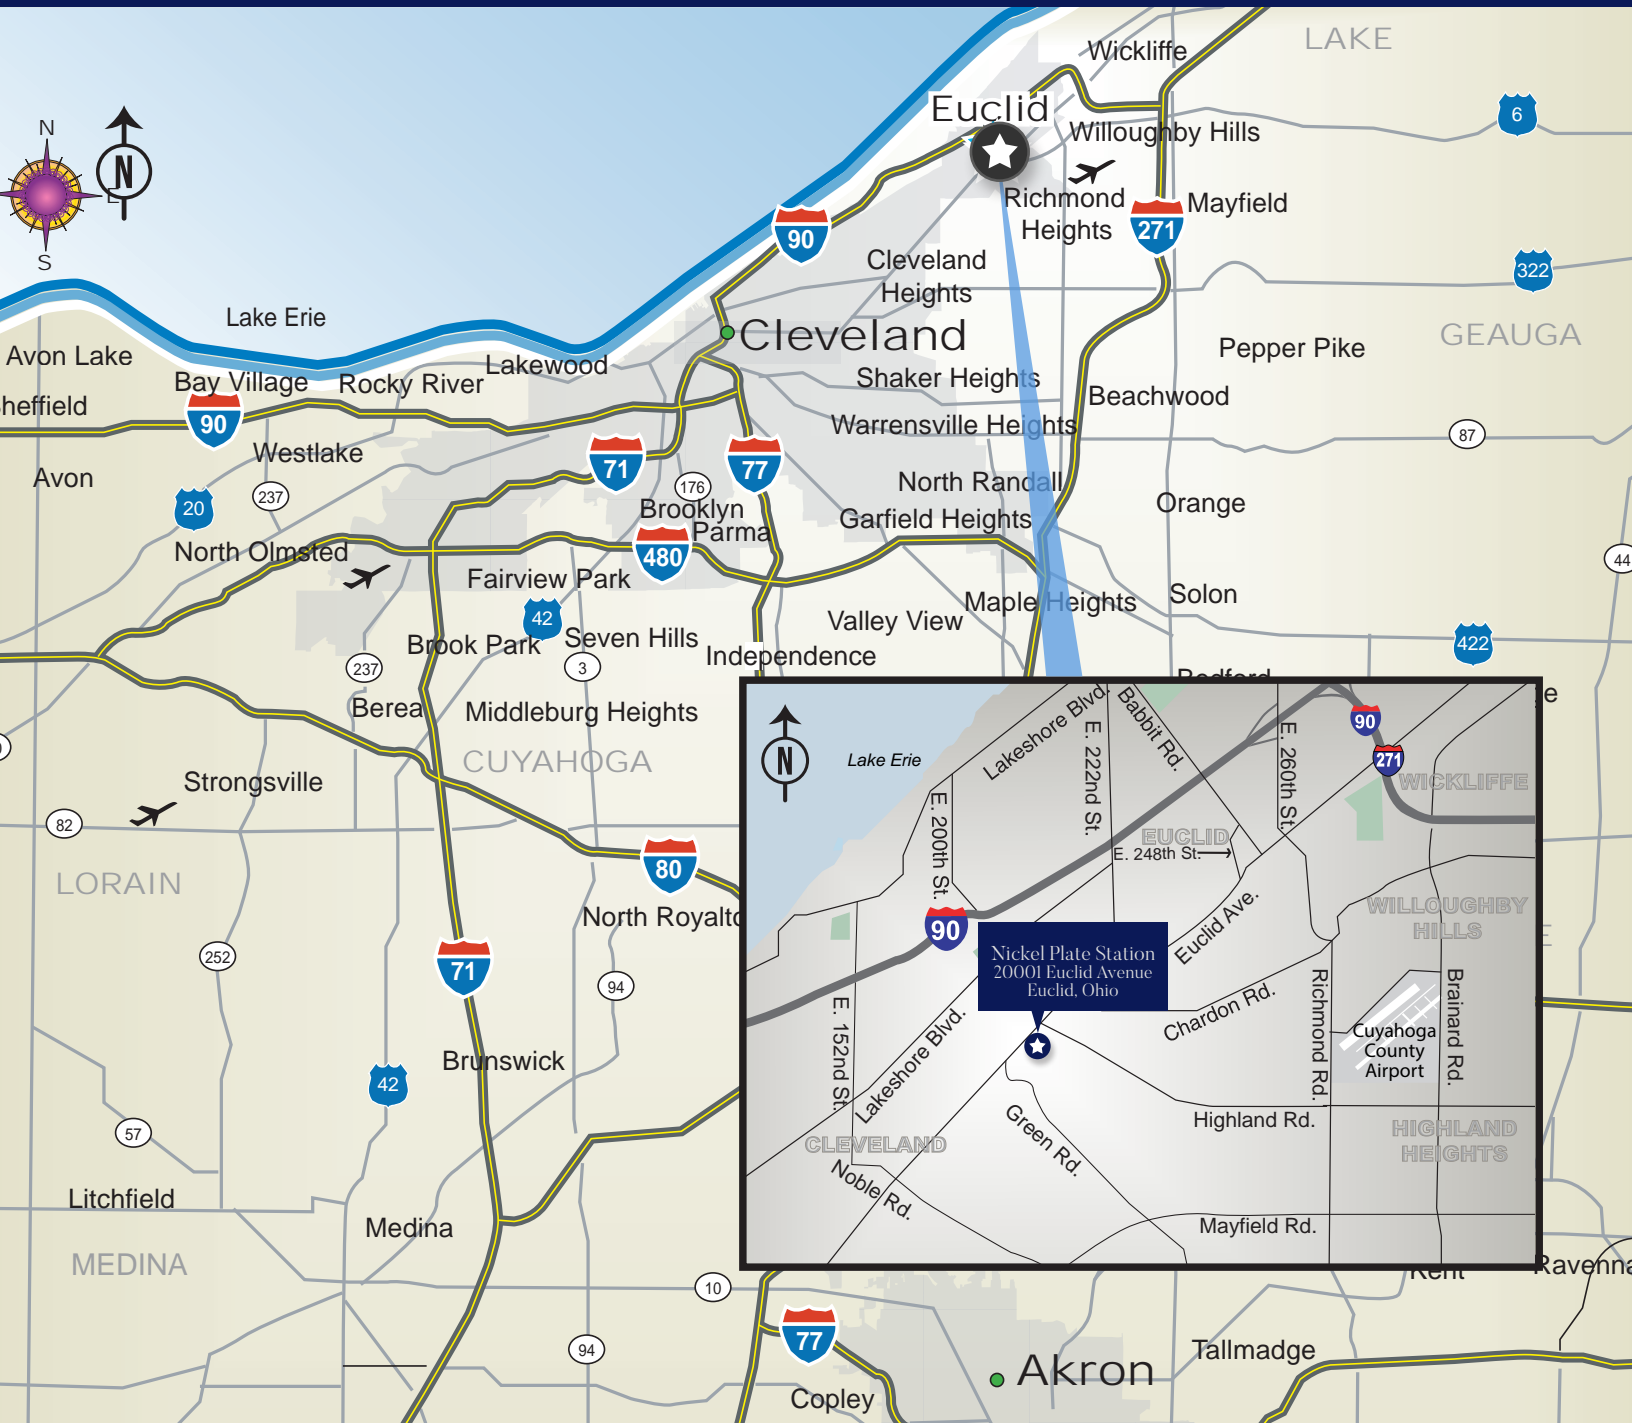 LAKE
Wickliffe
Euclid
6
Willoughby Hills
N
N
E
S
Richmond
Heights
Mayfield
90
271
Cleveland
Heights
322
Lake Erie
Cleveland
GEAUGA
Avon Lake
Pepper Pike
Lakewood
Bay Village
Rocky River
Shaker Heights
Beachwood
heffield
90
Warrensville Heights
87
Westlake
71
77
Avon
237
176
North Randall
20
Brooklyn
Orange
Garfield Heights
Parma
North Olmsted
480
44
Fairview Park
Solon
Maple Heights
42
Valley View
Brook Park
Seven Hills
422
Independence
237
3
Bedford
e
Berea
Middleburg Heights
CUYAHOGA
Strongsville
82
80
LORAIN
North Royalto
252
71
94
E
Brunswick
42
57
Litchfield
Medina
MEDINA
10
Kent
Ravenna
77
94
Tallmadge
Akron
Copley
N
Lake Erie
Lakeshore Blvd.
E. 222nd St.
Babbit Rd.
E. 260th St.
90
271
WICKLIFFE
E. 200th St.
EUCLID
E. 248th St.
WILLOUGHBY
HILLS
90
Euclid Ave.
Nickel Plate Station
20001 Euclid Avenue
Euclid, Ohio
E. 152nd St.
Lakeshore Blvd.
Chardon Rd.
Richmond Rd.
Brainard Rd.
Cuyahoga
County
Airport
Highland Rd.
HIGHLAND
HEIGHTS
CLEVELAND
Green Rd.
Noble Rd.
Mayfield Rd.